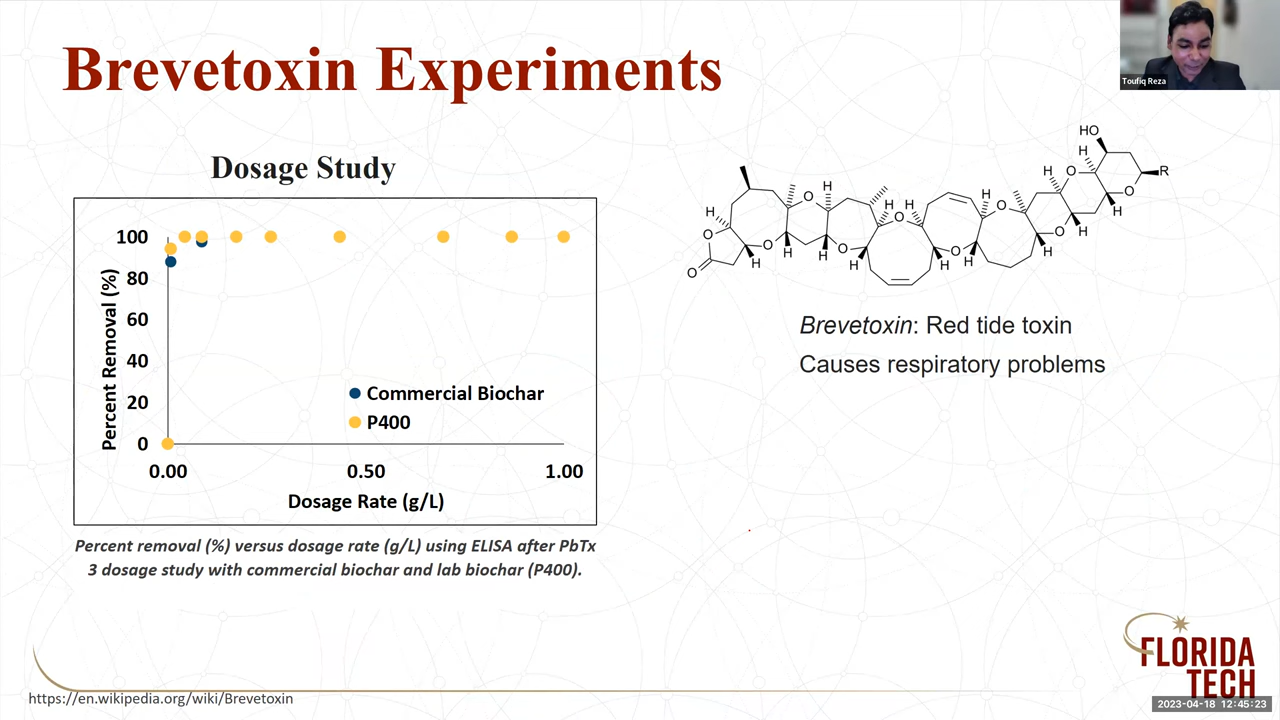 Brevetoxin Experiments
Toufiq Reza
Dosage Study
100
80
60
40
20
0
Percent Removal (%)
Commercial Biochar
P400
0.00 0.50 1.00
Dosage Rate (g/L)
Percent removal (%) versus dosage rate (g/L) using ELISA after PbTx
3 dosage study with commercial biochar and lab biochar (P400).
HO
H
H
O
R
H
H
O
H
H
O
H
H
H
O
O
O
H
H
O
H
O
H
O
H
H
H
O
H
H
H
O
H
O
H
O
Brevetoxin: Red tide toxin
Causes respiratory problems
FLORIDA
TECH
2023-04-18 12:45:23
https://en.wikipedia.org/wiki/Brevetoxin